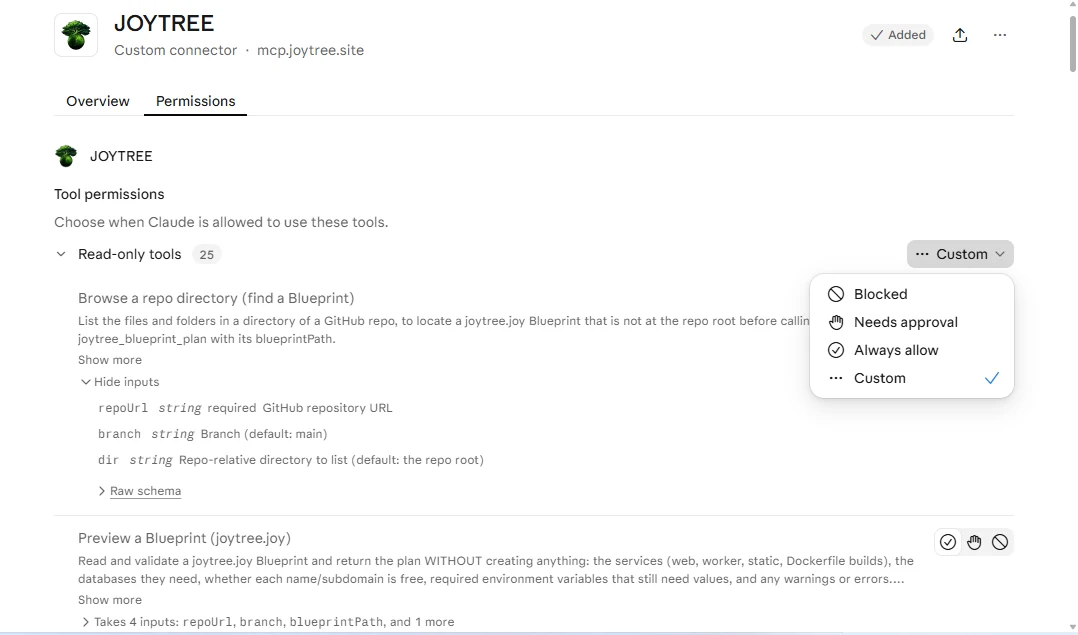 JOYTREE
Custom connector · mcp.joytree.site
Added
Overview
Permissions
JOYTREE
Tool permissions
Choose when Claude is allowed to use these tools.
Read-only tools 25
Custom
Blocked
Needs approval
Always allow
Custom
Browse a repo directory (find a Blueprint)
List the files and folders in a directory of a GitHub repo, to locate a joytree.joy Blueprint that is not at the repo root before
joytree_blueprint_plan with its blueprintPath.
Show more
Hide inputs
repoUrl string required GitHub repository URL
branch string Branch (default: main)
dir string Repo-relative directory to list (default: the repo root)
Raw schema
Preview a Blueprint (joytree.joy)
Read and validate a joytree.joy Blueprint and return the plan WITHOUT creating anything: the services (web, worker, static, Dockerfile builds), the
databases they need, whether each name/subdomain is free, required environment variables that still need values, and any warnings or errors....
Show more
Takes 4 inputs: repoUrl, branch, blueprintPath, and 1 more